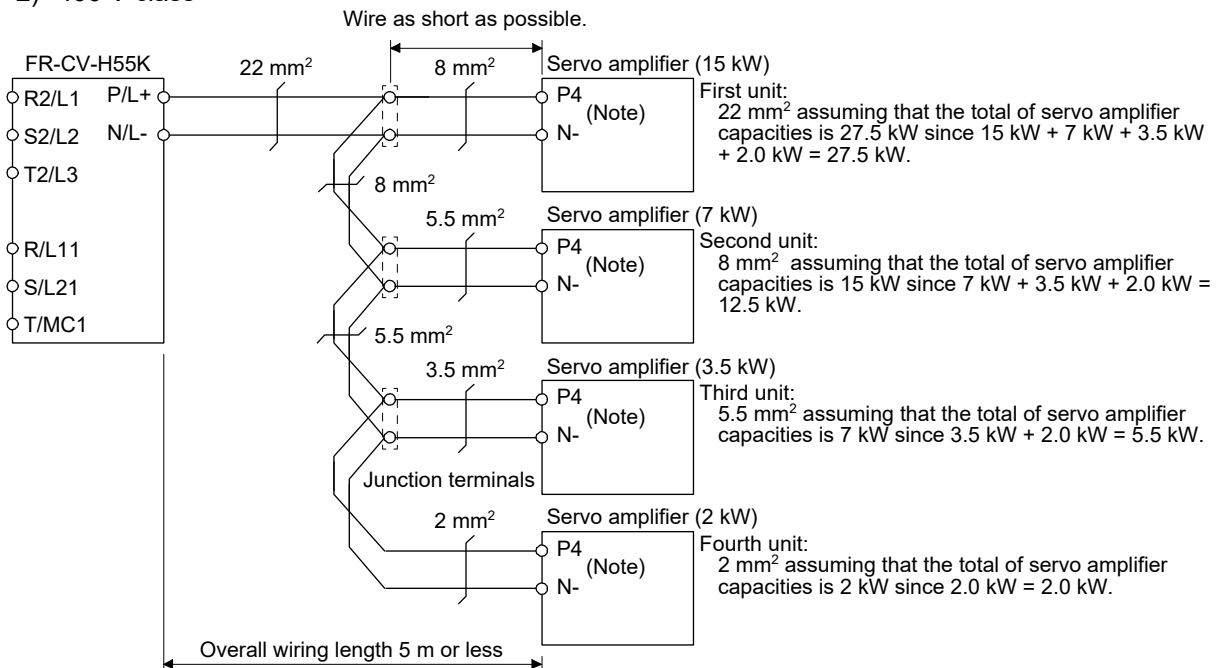 Wire as short as possible.
FR-CV-H55K
22 mm²
8 mm²
Servo amplifier (15 kW)
R2/L1
P/L+
S2/L2
N/L-
T2/L3
R/L11
S/L21
T/MC1
P4
(Note)
N-
First unit:
22 mm² assuming that the total of servo amplifier
capacities is 27.5 kW since 15 kW + 7 kW + 3.5 kW
+ 2.0 kW = 27.5 kW.
8 mm²
5.5 mm²
Servo amplifier (7 kW)
P4
(Note)
N-
Second unit:
8 mm² assuming that the total of servo amplifier
capacities is 15 kW since 7 kW + 3.5 kW + 2.0 kW =
12.5 kW.
5.5 mm²
3.5 mm²
Servo amplifier (3.5 kW)
P4
(Note)
N-
Third unit:
5.5 mm² assuming that the total of servo amplifier
capacities is 7 kW since 3.5 kW + 2.0 kW = 5.5 kW.
Junction terminals
2 mm²
Servo amplifier (2 kW)
P4
(Note)
N-
Fourth unit:
2 mm² assuming that the total of servo amplifier
capacities is 2 kW since 2.0 kW = 2.0 kW.
Overall wiring length 5 m or less